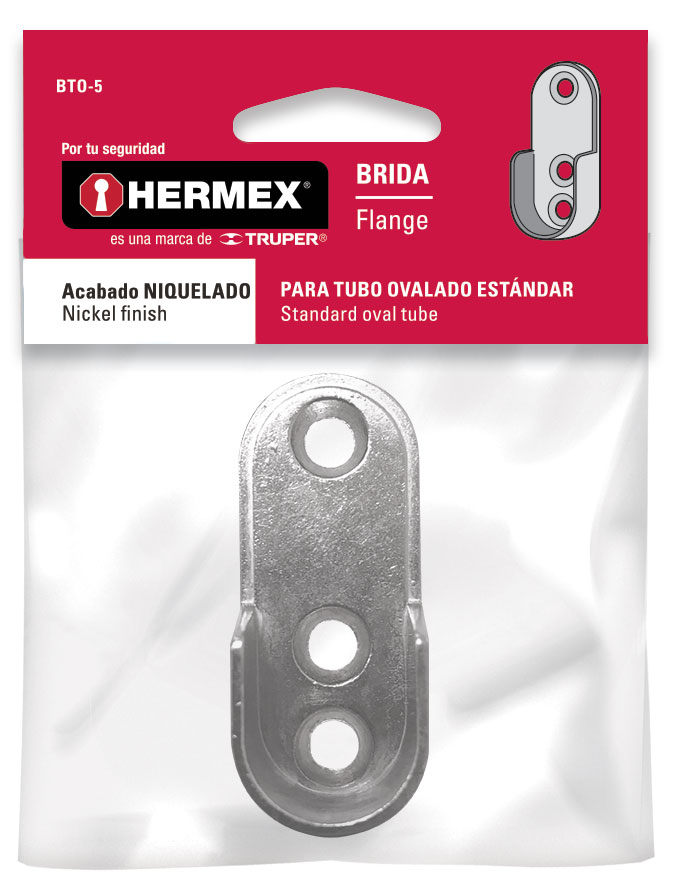 BTO-5
Por tu seguridad
HERMEX®
es una marca de TRUPER®
BRIDA
Flange
Acabado NIQUELADO
Nickel finish
PARA TUBO OVALADO ESTÁNDAR
Standard oval tube